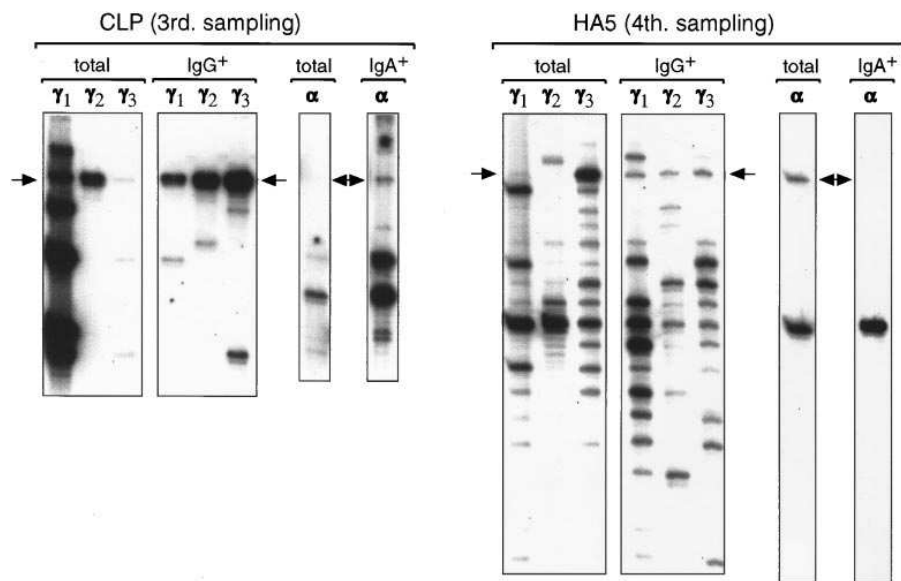 CLP (3rd. sampling) HA5 (4th. sampling)
total IgG⁺ total IgA⁺ total IgG⁺ total IgA⁺
γ₁ γ₂ γ₃ γ₁ γ₂ γ₃ α α γ₁ γ₂ γ₃ γ₁ γ₂ γ₃ α α